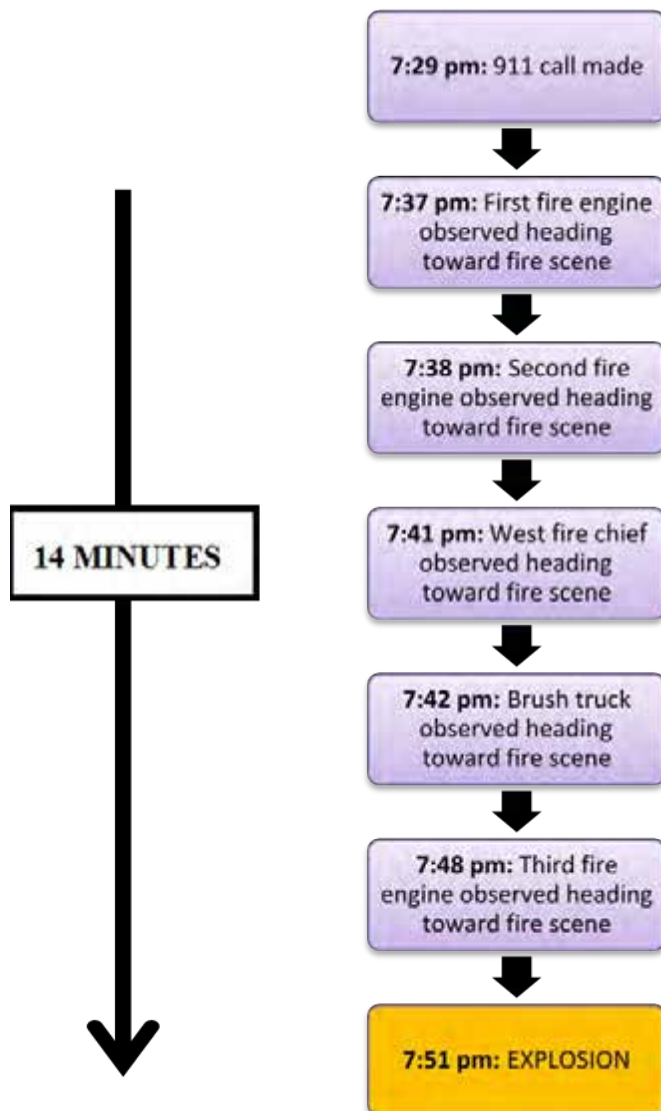 7:29 pm: 911 call made
7:37 pm: First fire engine
observed heading
toward fire scene
7:38 pm: Second fire
engine observed heading
toward fire scene
14 MINUTES
7:41 pm: West fire chief
observed heading
toward fire scene
7:42 pm: Brush truck
observed heading
toward fire scene
7:48 pm: Third fire
engine observed heading
toward fire scene
7:51 pm: EXPLOSION